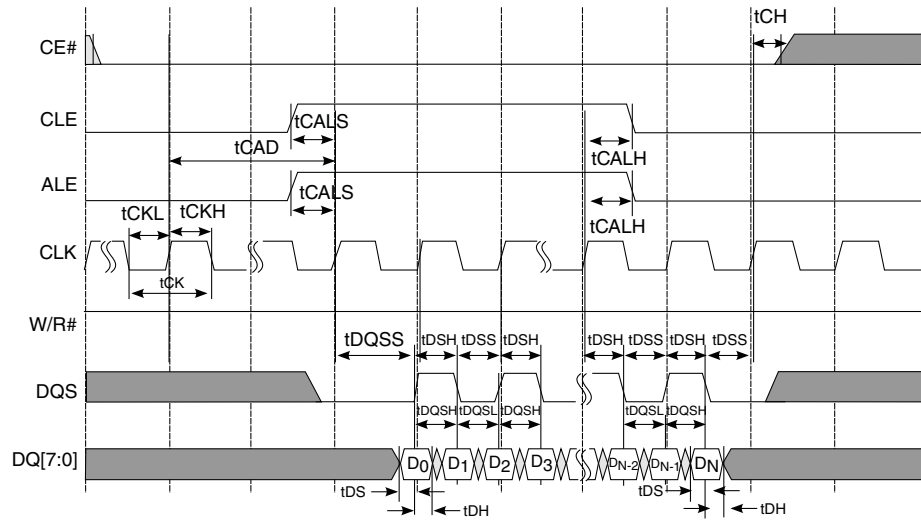 tCH
CE#
CLE
tCALS
tCAD
tCALH
ALE
tCALS
tCKL
tCKH
tCALH
CLK
tCK
W/R#
tDQSS
tDSH
tDSS
tDSH
tDSH
tDSS
tDSH
tDSS
DQS
tDQSH
tDQSL
tDQSH
tDQSL
tDQSH
DQ[7:0]
D0
D1
D2
D3
DN-2
DN-1
DN
tDS
tDH
tDS
tDH